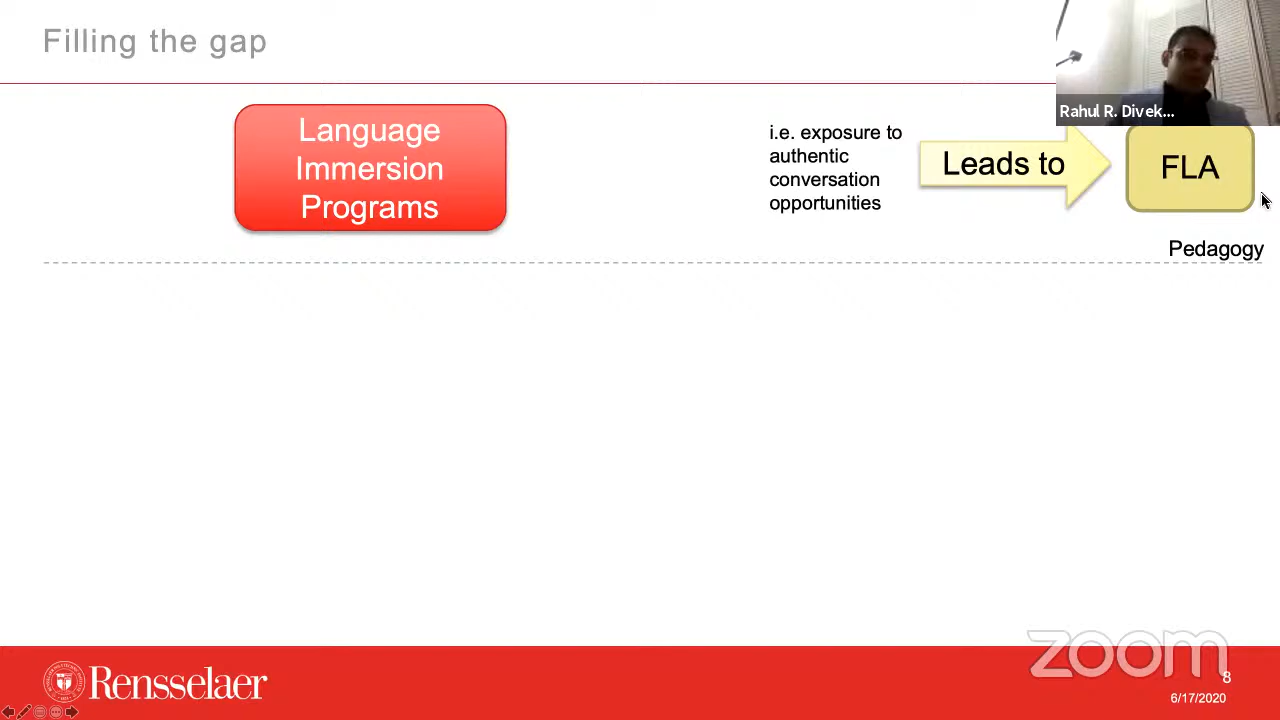 Filling the gap
Rahul R. Divek...
Language
Immersion
Programs
i.e. exposure to
authentic
conversation
opportunities
Leads to
FLA
Pedagogy
Rensselaer
zoom
8
6/17/2020